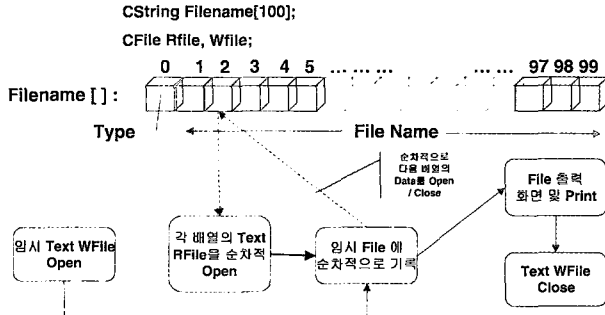 CString Filename[100];
CFile Rfile, Wfile;
0 1 2 3 4 5 ... ... ... ... ... 97 98 99
Filename [ ] :
Type
File Name
순차적으로
다음 배열의
Data를 Open
/ Close
File 출력
화면 및 Print
임시 Text WFile
Open
각 배열의 Text
RFile을 순차적
Open
임시 File 에
순차적으로 기록
Text WFile
Close